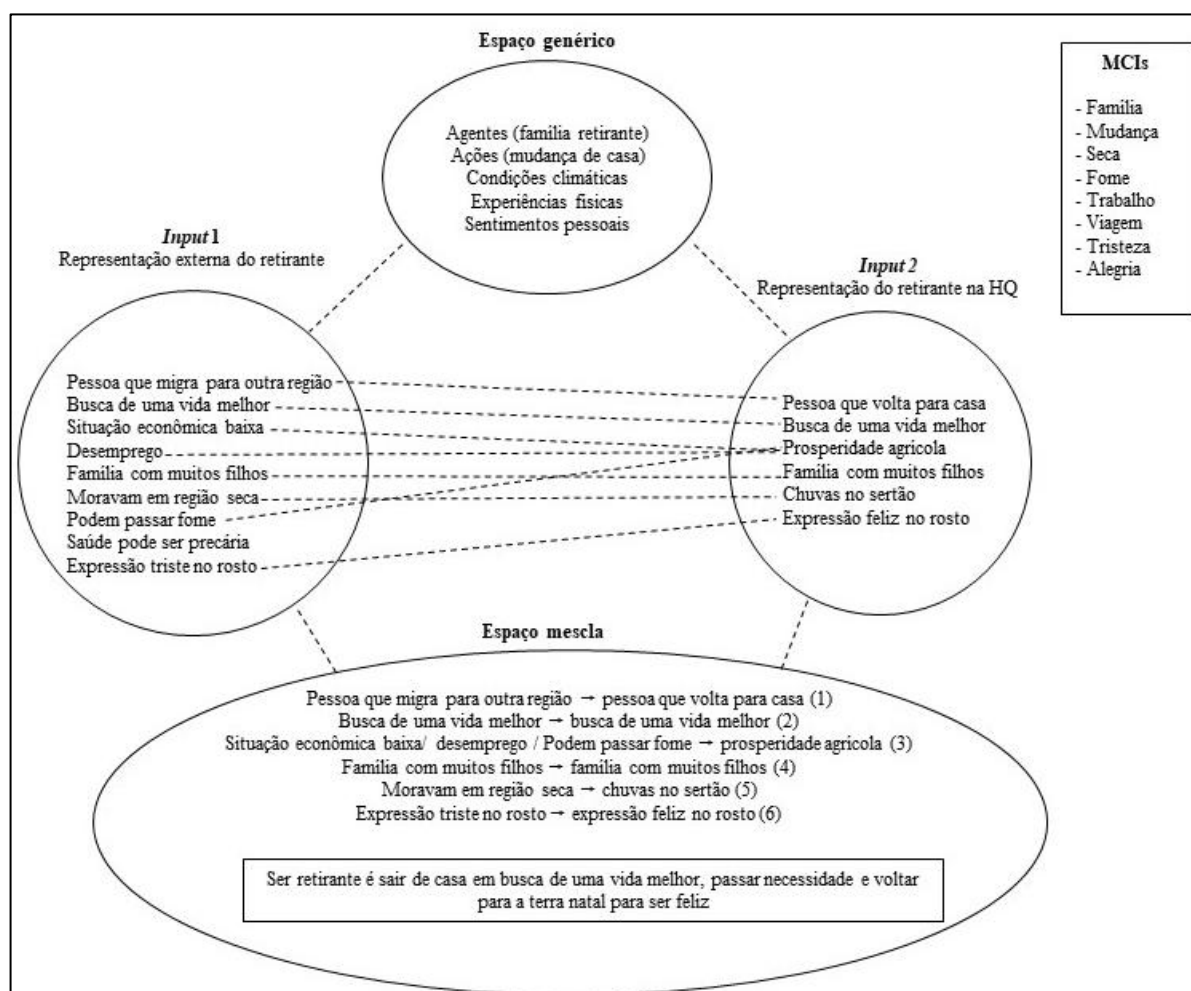 Espaço genérico
Agentes (família retirante)
Ações (mudança de casa)
Condições climáticas
Experiências físicas
Sentimentos pessoais
MCIs
- Família
- Mudança
- Seca
- Fome
- Trabalho
- Viagem
- Tristeza
- Alegria
Input 1
Representação externa do retirante
Pessoa que migra para outra região
Busca de uma vida melhor
Situação econômica baixa
Desemprego
Família com muitos filhos
Moravam em região seca
Podem passar fome
Saúde pode ser precária
Expressão triste no rosto
Input 2
Representação do retirante na HQ
Pessoa que volta para casa
Busca de uma vida melhor
Prosperidade agrícola
Família com muitos filhos
Chuvas no sertão
Expressão feliz no rosto
Espaço mescla
Pessoa que migra para outra região → pessoa que volta para casa (1)
Busca de uma vida melhor → busca de uma vida melhor (2)
Situação econômica baixa/ desemprego / Podem passar fome → prosperidade agrícola (3)
Família com muitos filhos → família com muitos filhos (4)
Moravam em região seca → chuvas no sertão (5)
Expressão triste no rosto → expressão feliz no rosto (6)
Ser retirante é sair de casa em busca de uma vida melhor, passar necessidade e voltar
para a terra natal para ser feliz